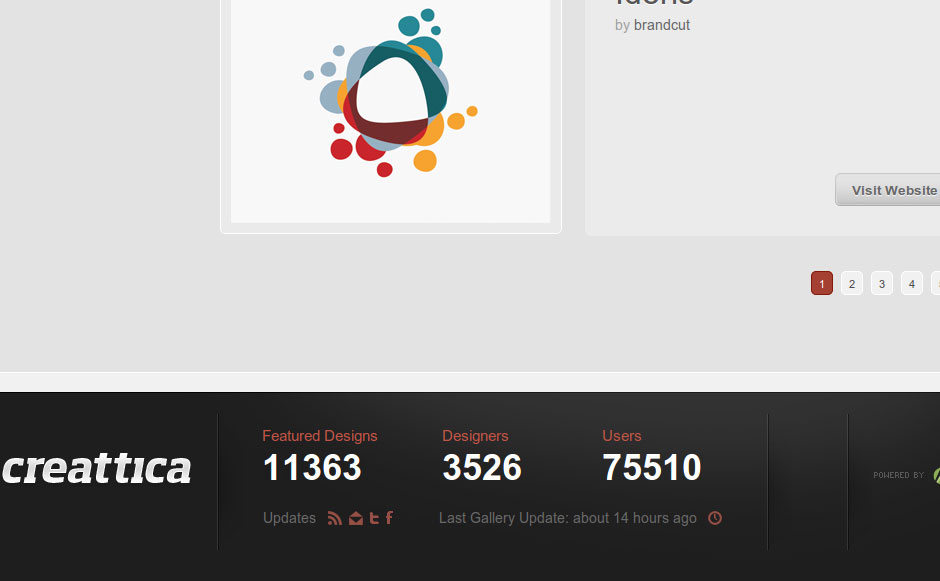 by brandcut
Visit Website
1 2 3 4
creattica
Featured Designs
11363
Designers
3526
Users
75510
Updates
Last Gallery Update: about 14 hours ago
POWERED BY